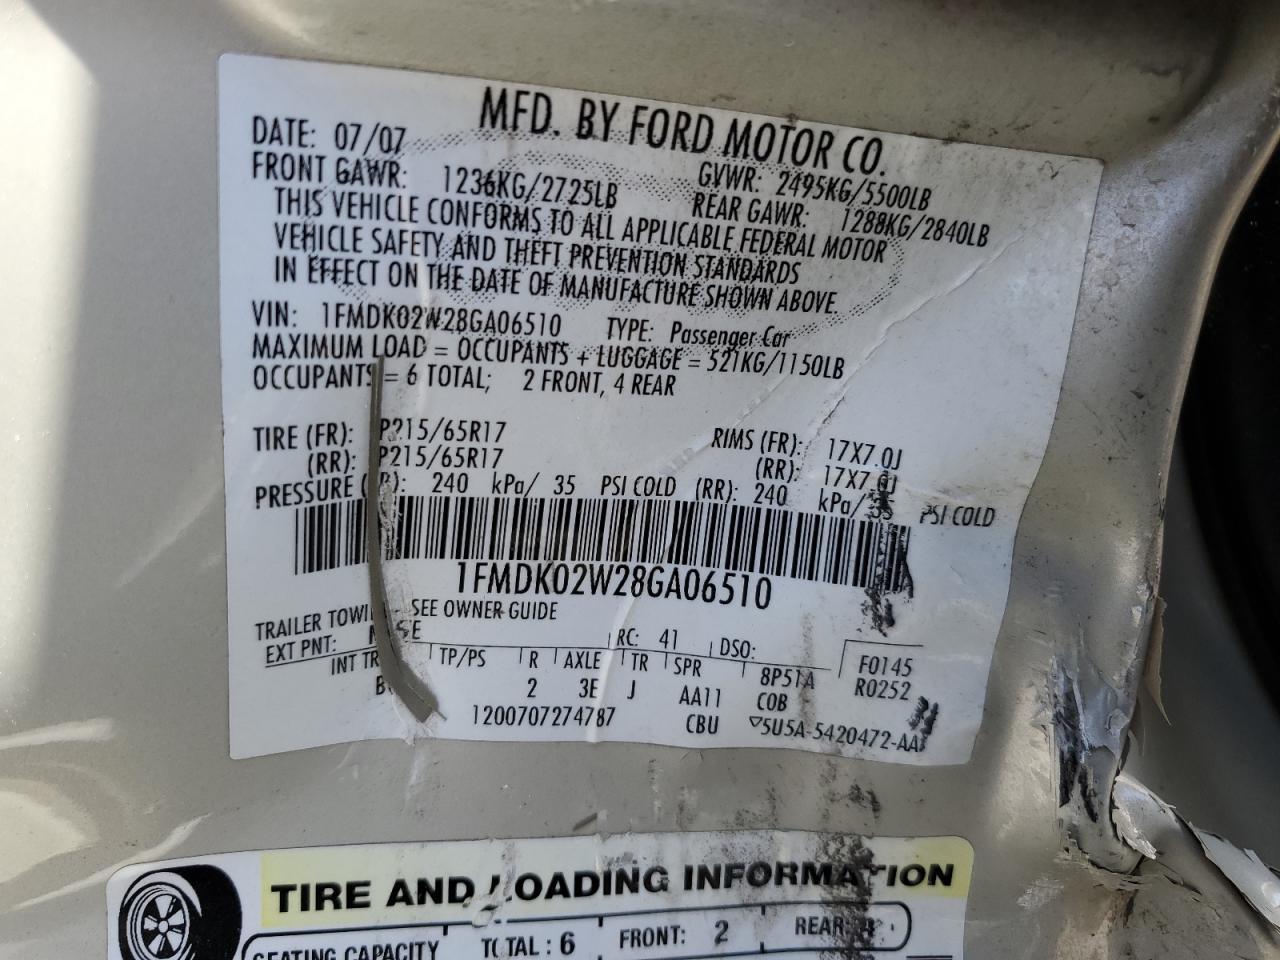 MFD. BY FORD MOTOR CO.
DATE: 07/07 GVWR: 2495KG/5500LB
FRONT GAWR: 1236KG/2725LB REAR GAWR: 1288KG/2840LB
THIS VEHICLE CONFORMS TO ALL APPLICABLE FEDERAL MOTOR
VEHICLE SAFETY AND THEFT PREVENTION STANDARDS
IN EFFECT ON THE DATE OF MANUFACTURE SHOWN ABOVE.
VIN: 1FMDK02W28GA06510 TYPE: Passenger Car
MAXIMUM LOAD = OCCUPANTS + LUGGAGE = 521KG/1150LB
OCCUPANTS = 6 TOTAL; 2 FRONT, 4 REAR
TIRE (FR): P215/65R17 RIMS (FR): 17X7.0J
(RR): P215/65R17 (RR): 17X7.0J
PRESSURE 240 kPa/ 35 PSI COLD (RR): 240 kPa/ 35 PSI COLD
1FMDK02W28GA06510
TRAILER SEE OWNER GUIDE
EXT PNT: RC: 41 DSO:
INT TP/PS R AXLE TR SPR 8P51A F0145
2 3E J AA11 COB R0252
1200707274787 CBU ▽5U5A-5420472-AA
TIRE AND LOADING INFORMATION
SEATING CAPACITY TOTAL: 6 FRONT: 2 REAR: